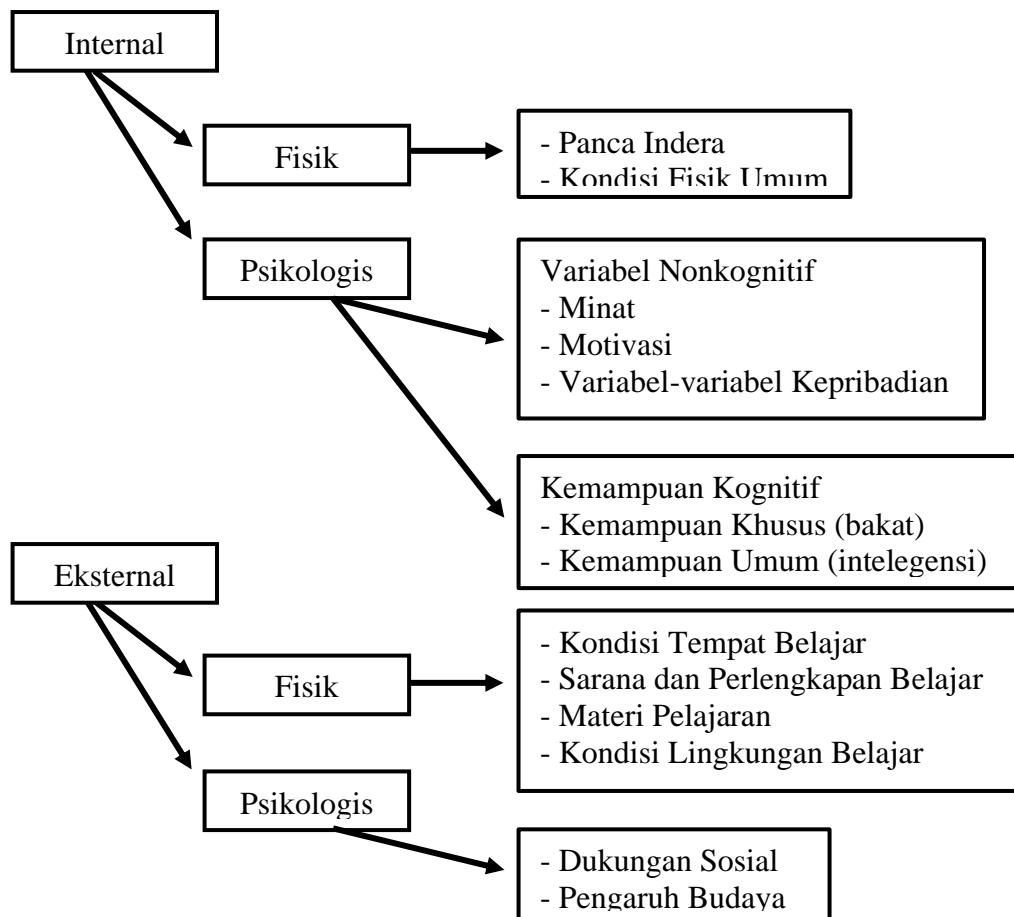 Internal
Fisik
- Panca Indera
- Kondisi Fisik Umum
Psikologis
Variabel Nonkognitif
- Minat
- Motivasi
- Variabel-variabel Kepribadian
Kemampuan Kognitif
- Kemampuan Khusus (bakat)
- Kemampuan Umum (intelegensi)
Eksternal
Fisik
- Kondisi Tempat Belajar
- Sarana dan Perlengkapan Belajar
- Materi Pelajaran
- Kondisi Lingkungan Belajar
Psikologis
- Dukungan Sosial
- Pengaruh Budaya